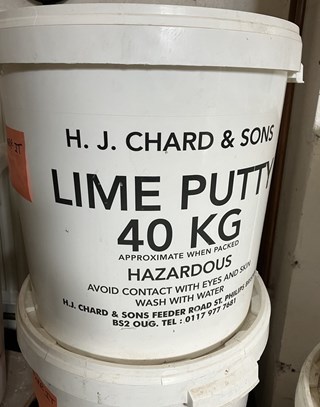 H. J. CHARD & SONS
LIME PUTTY
40 KG
APPROXIMATE WHEN PACKED
HAZARDOUS
AVOID CONTACT WITH EYES AND SKIN
WASH WITH WATER
H.J. CHARD & SONS FEEDER ROAD ST. PHILIPS
BS2 OUG. TEL : 0117 977 7681